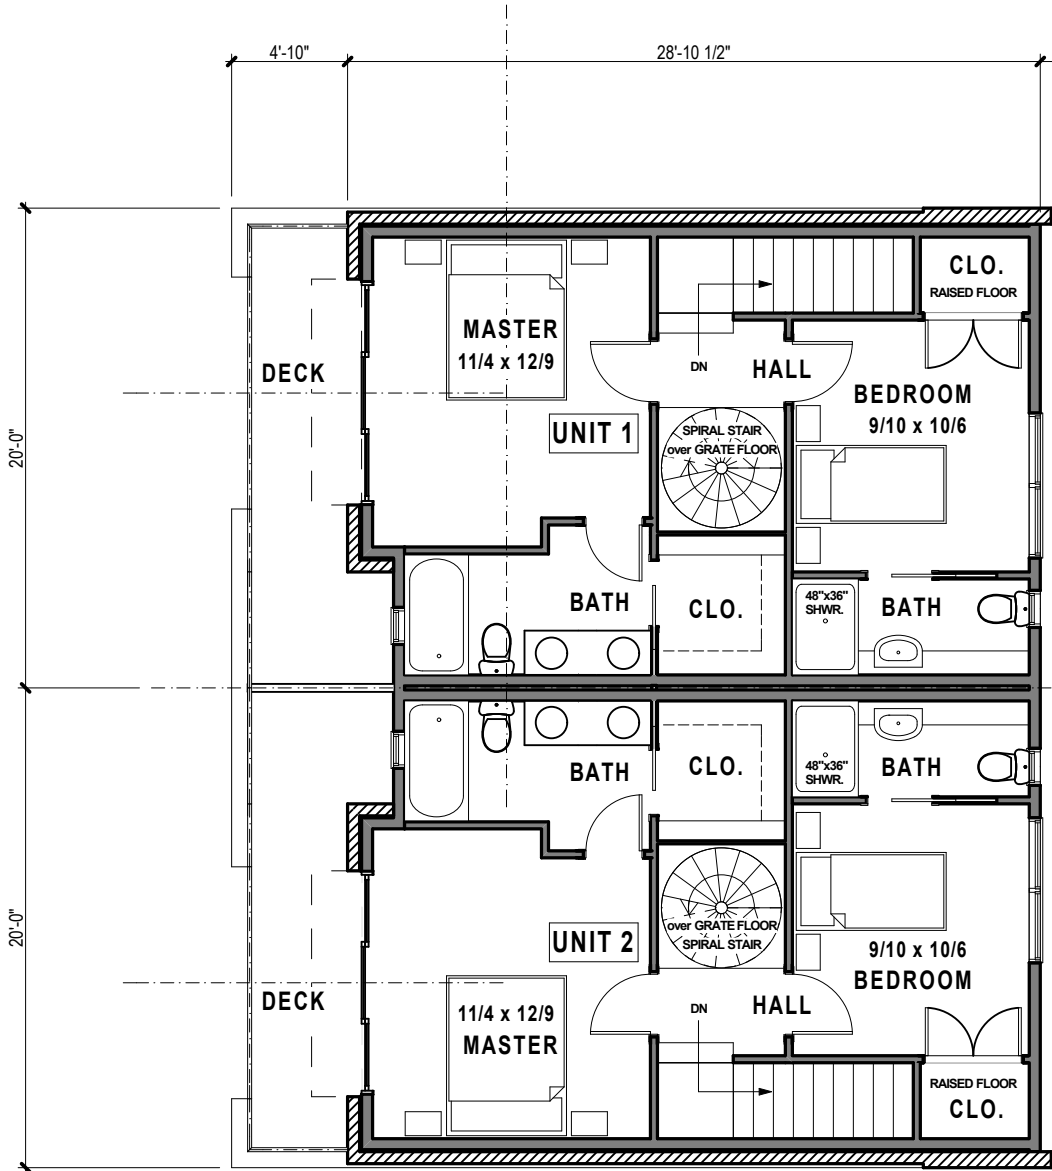 4'-10"
28'-10 1/2"
20'-0"
CLO.
RAISED FLOOR
MASTER
11/4 x 12/9
DECK
DN
HALL
BEDROOM
9/10 x 10/6
UNIT 1
SPIRAL STAIR
over GRATE FLOOR
BATH
CLO.
48"x36"
SHWR.
BATH
20'-0"
BATH
CLO.
48"x36"
SHWR.
BATH
UNIT 2
over GRATE FLOOR
SPIRAL STAIR
9/10 x 10/6
BEDROOM
DECK
11/4 x 12/9
MASTER
DN
HALL
RAISED FLOOR
CLO.